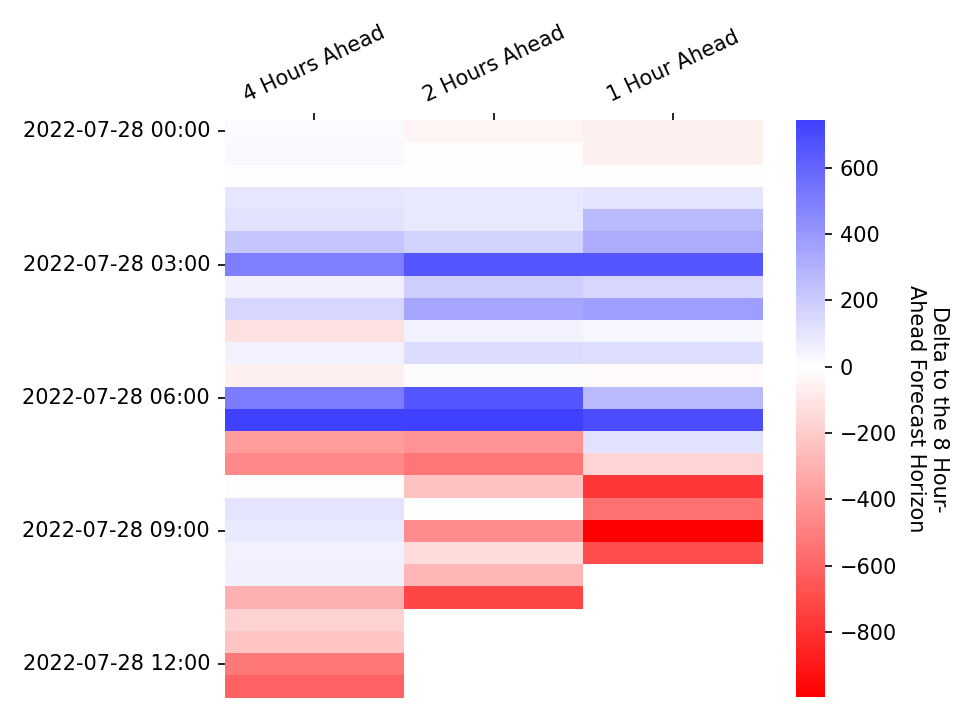 4 Hours Ahead
2 Hours Ahead
1 Hour Ahead
2022-07-28 00:00
2022-07-28 03:00
2022-07-28 06:00
2022-07-28 09:00
2022-07-28 12:00
600
400
200
0
−200
−400
−600
−800
Delta to the 8 Hour-
Ahead Forecast Horizon